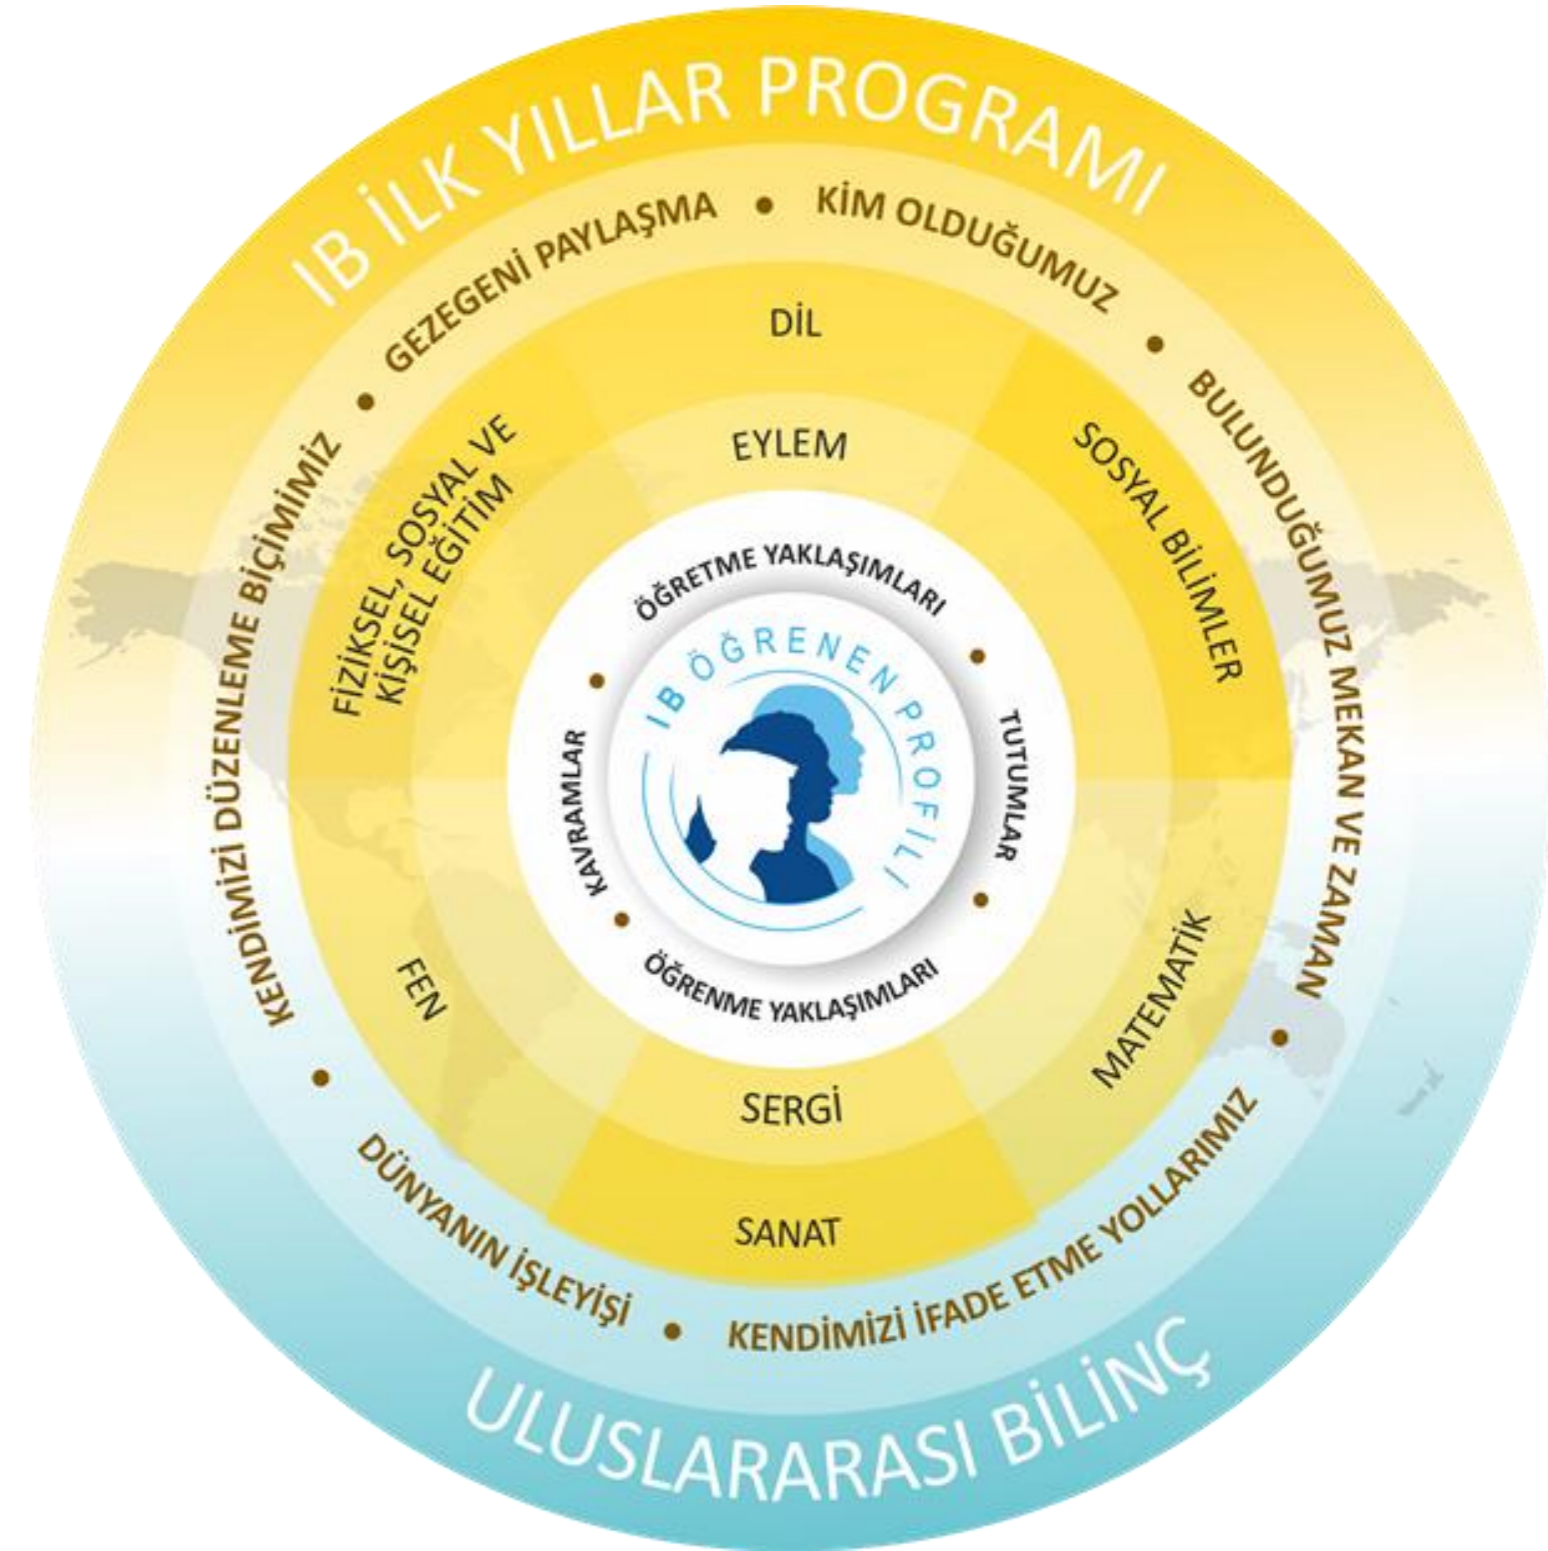 IB İLK YILLAR PROGRAMI
KİM OLDUĞUMUZ
BULUNDUĞUMUZ MEKAN VE ZAMAN
KENDİMİZİ İFADE ETME YOLLARIMIZ
DÜNYANIN İŞLEYİŞİ
KENDİMİZİ DÜZENLEME BİÇİMİMİZ
GEZEGENİ PAYLAŞMA
DİL
SOSYAL BİLİMLER
MATEMATİK
SANAT
FEN
FİZİKSEL, SOSYAL VE
KİŞİSEL EĞİTİM
EYLEM
SERGİ
ÖĞRETME YAKLAŞIMLARI
TUTUMLAR
ÖĞRENME YAKLAŞIMLARI
KAVRAMLAR
IB ÖĞRENEN PROFİLİ
ULUSLARARASI BİLİNÇ